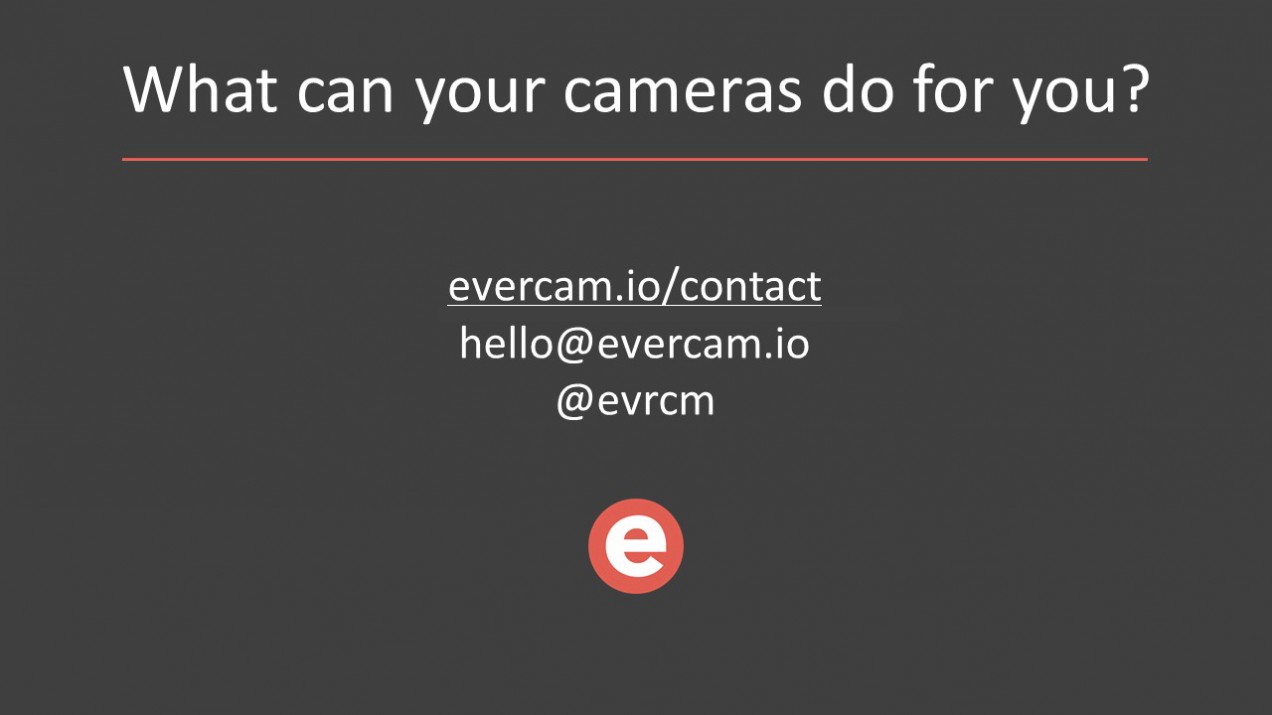 What can your cameras do for you?
evercam.io/contact
hello@evercam.io
@evrcm
e